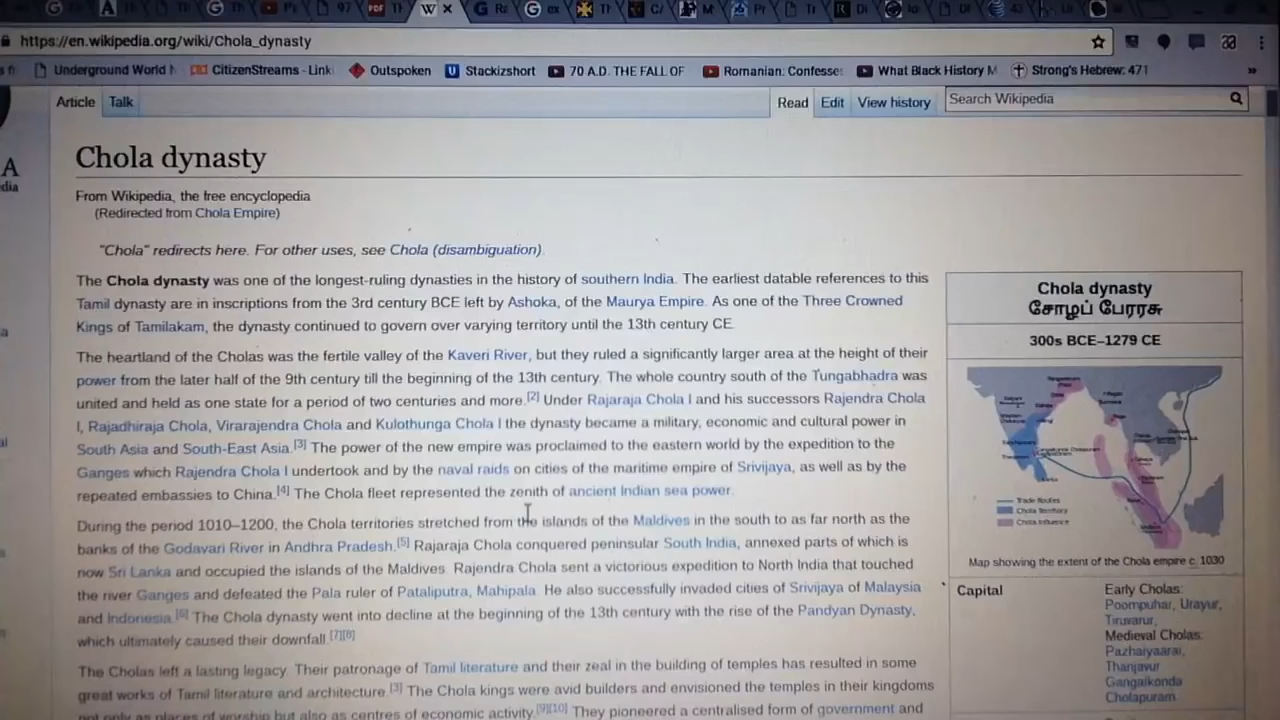 https://en.wikipedia.org/wiki/Chola_dynasty
Underground World
CitizenStreams - Link
Outspoken
Stackizshort
70 A.D. THE FALL OF
Romanian: Confesse
What Black History M
Strong's Hebrew: 471
Article
Talk
Read
Edit
View history
Search Wikipedia
Chola dynasty
From Wikipedia, the free encyclopedia
(Redirected from Chola Empire)
"Chola" redirects here. For other uses, see Chola (disambiguation).
The Chola dynasty was one of the longest-ruling dynasties in the history of southern India. The earliest datable references to this
Tamil dynasty are in inscriptions from the 3rd century BCE left by Ashoka, of the Maurya Empire. As one of the Three Crowned
Kings of Tamilakam, the dynasty continued to govern over varying territory until the 13th century CE.
The heartland of the Cholas was the fertile valley of the Kaveri River, but they ruled a significantly larger area at the height of their
power from the later half of the 9th century till the beginning of the 13th century. The whole country south of the Tungabhadra was
united and held as one state for a period of two centuries and more.[2] Under Rajaraja Chola I and his successors Rajendra Chola
I, Rajadhiraja Chola, Virarajendra Chola and Kulothunga Chola I the dynasty became a military, economic and cultural power in
South Asia and South-East Asia.[3] The power of the new empire was proclaimed to the eastern world by the expedition to the
Ganges which Rajendra Chola I undertook and by the naval raids on cities of the maritime empire of Srivijaya, as well as by the
repeated embassies to China.[4] The Chola fleet represented the zenith of ancient Indian sea power.
During the period 1010–1200, the Chola territories stretched from the islands of the Maldives in the south to as far north as the
banks of the Godavari River in Andhra Pradesh.[5] Rajaraja Chola conquered peninsular South India, annexed parts of which is
now Sri Lanka and occupied the islands of the Maldives. Rajendra Chola sent a victorious expedition to North India that touched
the river Ganges and defeated the Pala ruler of Pataliputra, Mahipala. He also successfully invaded cities of Srivijaya of Malaysia
and Indonesia.[6] The Chola dynasty went into decline at the beginning of the 13th century with the rise of the Pandyan Dynasty,
which ultimately caused their downfall.[7][8]
The Cholas left a lasting legacy. Their patronage of Tamil literature and their zeal in the building of temples has resulted in some
great works of Tamil literature and architecture.[3] The Chola kings were avid builders and envisioned the temples in their kingdoms
not only as places of worship but also as centres of economic activity.[9][10] They pioneered a centralised form of government and
Chola dynasty
சோழப் பேரரசு
300s BCE–1279 CE
Trade Routes
Chola Territory
Chola Influence
Map showing the extent of the Chola empire c. 1030
Capital
Early Cholas:
Poompuhar, Urayur,
Tiruvarur,
Medieval Cholas:
Pazhaiyaarai,
Thanjavur
Gangaikonda
Cholapuram